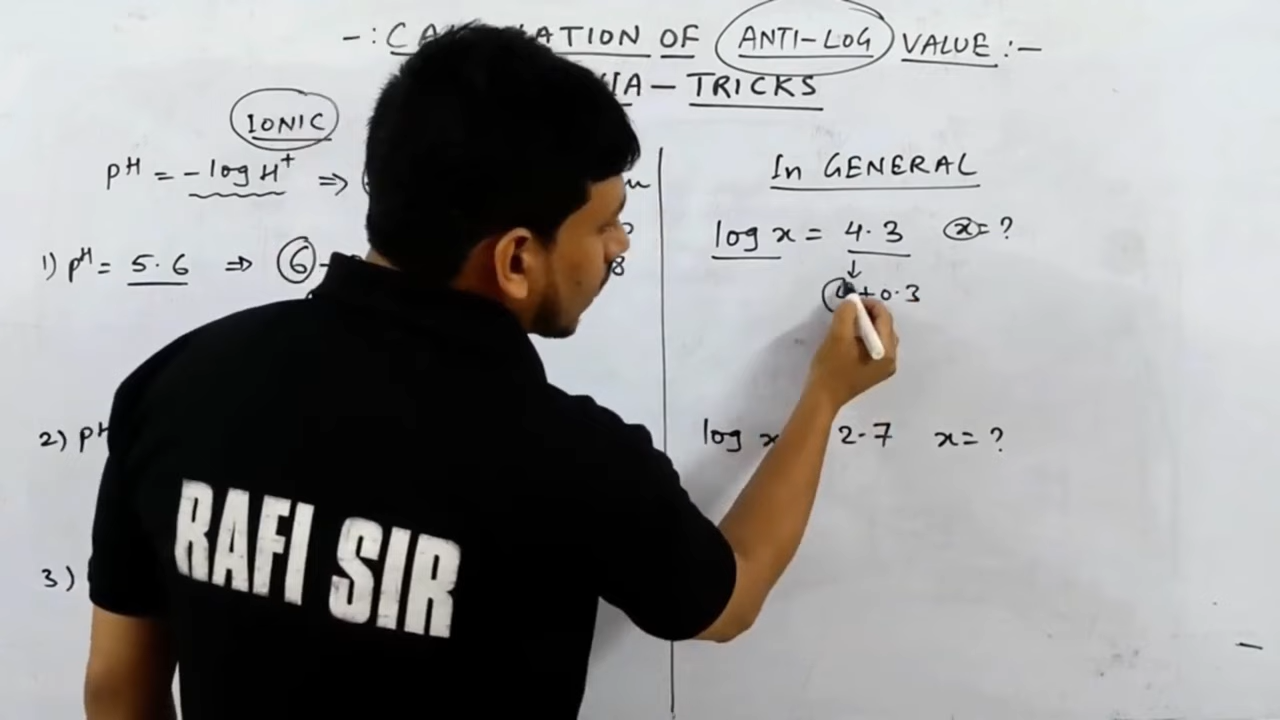 -: OF ANTI-LOG VALUE :-
- TRICKS
IONIC
pH = -log H⁺ ⇒
1) pH = 5.6 ⇒ 6 -
2) pH
3)
In GENERAL
log x = 4.3 x = ?
4 + 0.3
log x 2.7 x = ?
RAFI SIR